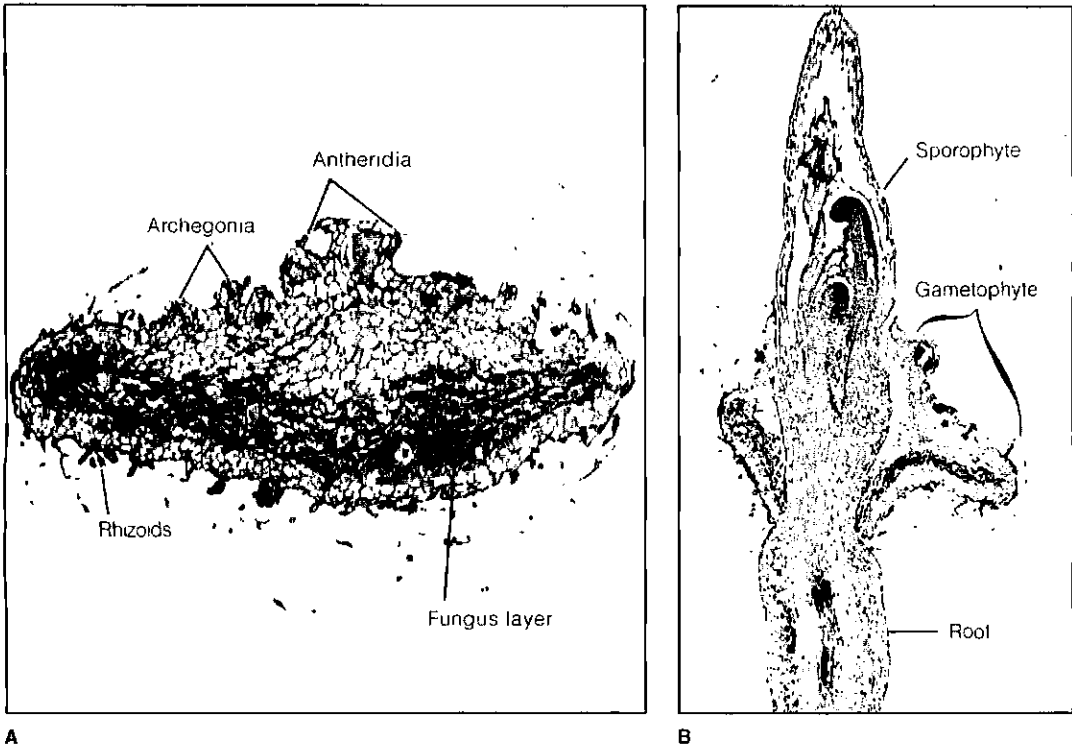 Antheridia
Archegonia
Rhizoids
Fungus layer
A
Sporophyte
Gametophyte
Root
B